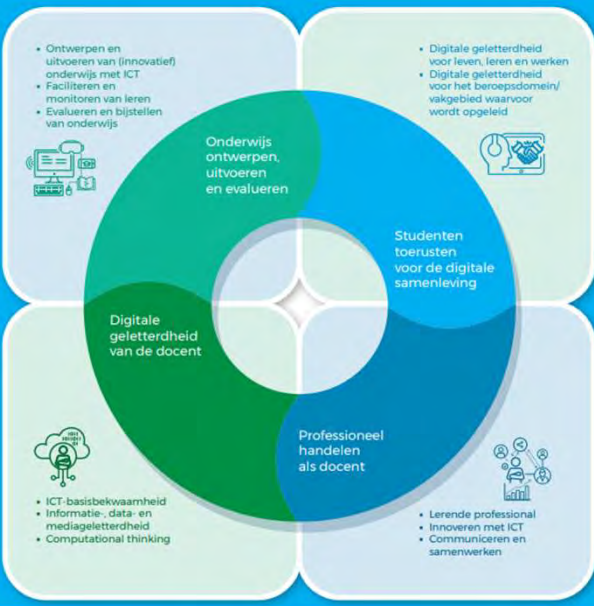 • Ontwerpen en
uitvoeren van (innovatief)
onderwijs met ICT
• Faciliteren en
monitoren van leren
• Evalueren en bijstellen
van onderwijs
• Digitale geletterdheid
voor leven, leren en werken
• Digitale geletterdheid
voor het beroepsdomein/
vakgebied waarvoor
wordt opgeleid
Onderwijs
ontwerpen,
uitvoeren
en evalueren
Studenten
toerusten
voor de digitale
samenleving
Digitale
geletterdheid
van de docent
Professioneel
handelen
als docent
• ICT-basisbekwaamheid
• Informatie-, data- en
mediageletterdheid
• Computational thinking
• Lerende professional
• Innoveren met ICT
• Communiceren en
samenwerken